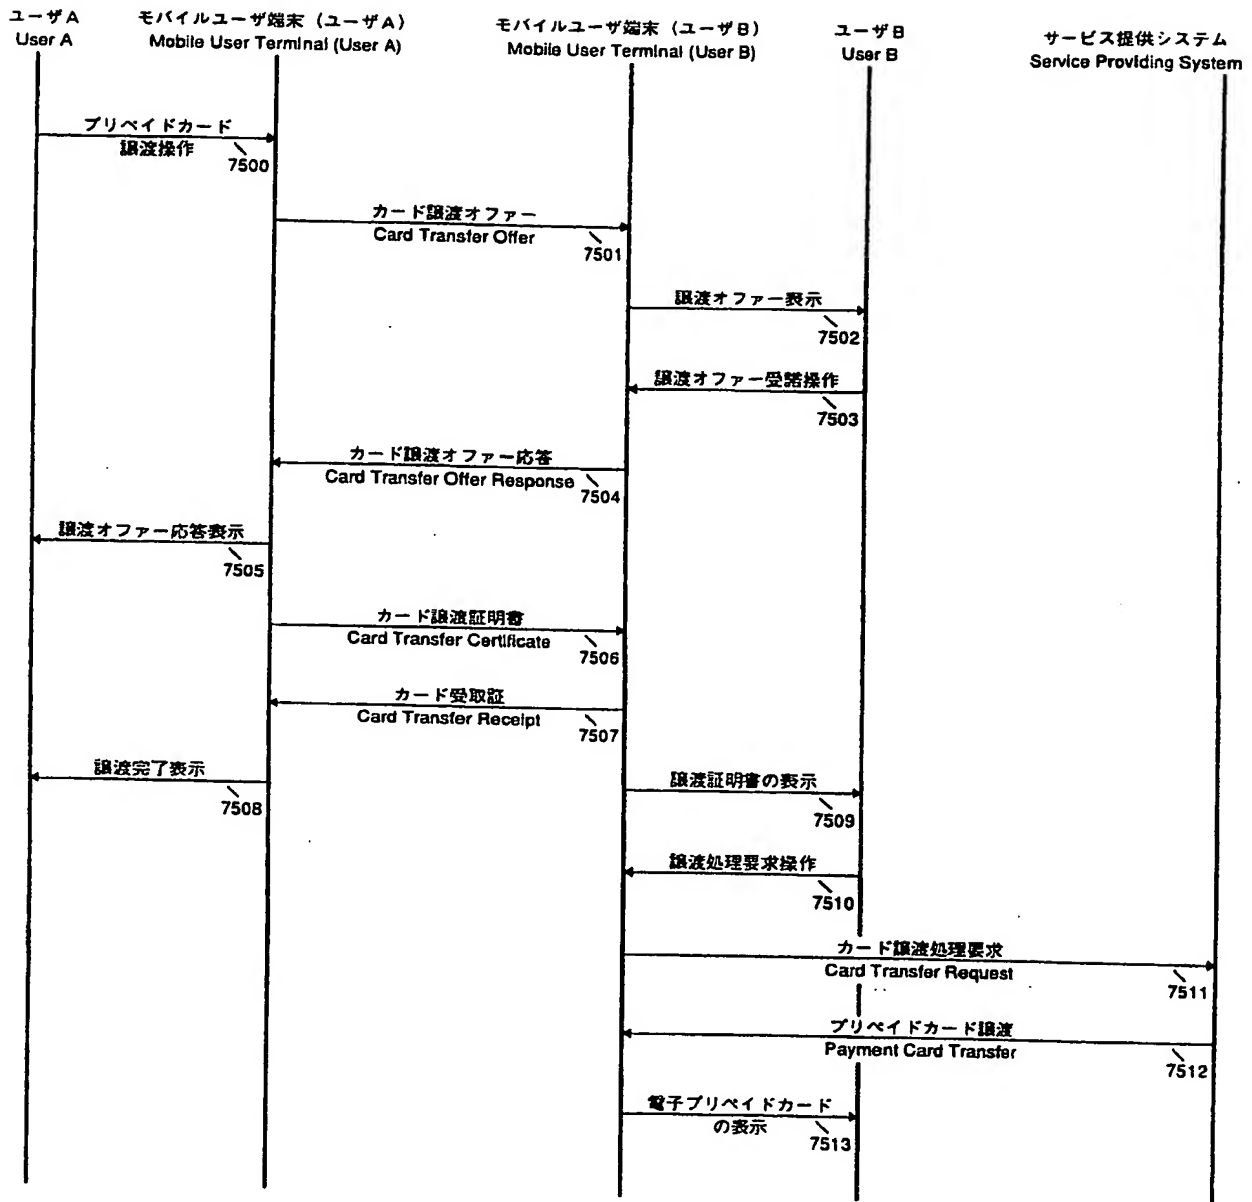 ユーザA
User A
モバイルユーザ端末（ユーザA）
Mobile User Terminal (User A)
モバイルユーザ端末（ユーザB）
Mobile User Terminal (User B)
ユーザB
User B
サービス提供システム
Service Providing System
プリペイドカード
譲渡操作
7500
カード譲渡オファー
Card Transfer Offer
7501
譲渡オファー表示
7502
譲渡オファー受諾操作
7503
カード譲渡オファー応答
Card Transfer Offer Response
7504
譲渡オファー応答表示
7505
カード譲渡証明書
Card Transfer Certificate
7506
カード受取証
Card Transfer Receipt
7507
譲渡完了表示
7508
譲渡証明書の表示
7509
譲渡処理要求操作
7510
カード譲渡処理要求
Card Transfer Request
7511
プリペイドカード譲渡
Payment Card Transfer
7512
電子プリペイドカード
の表示
7513